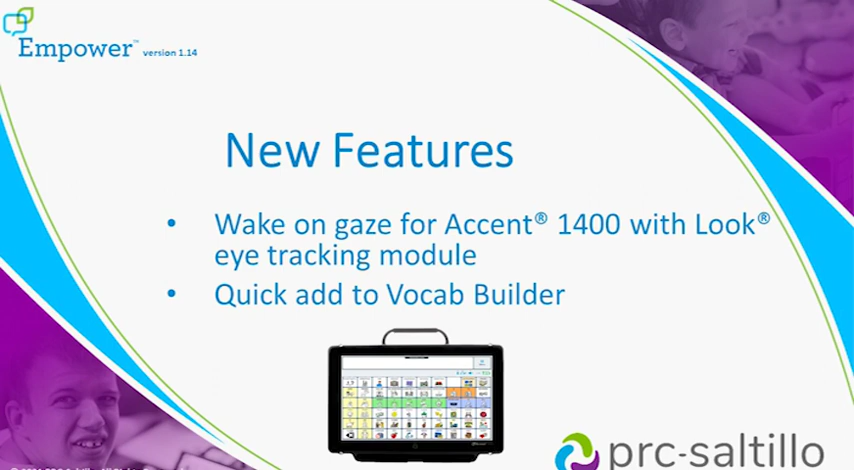 Empower™ version 1.14
New Features
• Wake on gaze for Accent® 1400 with Look®
eye tracking module
• Quick add to Vocab Builder
prc-saltillo